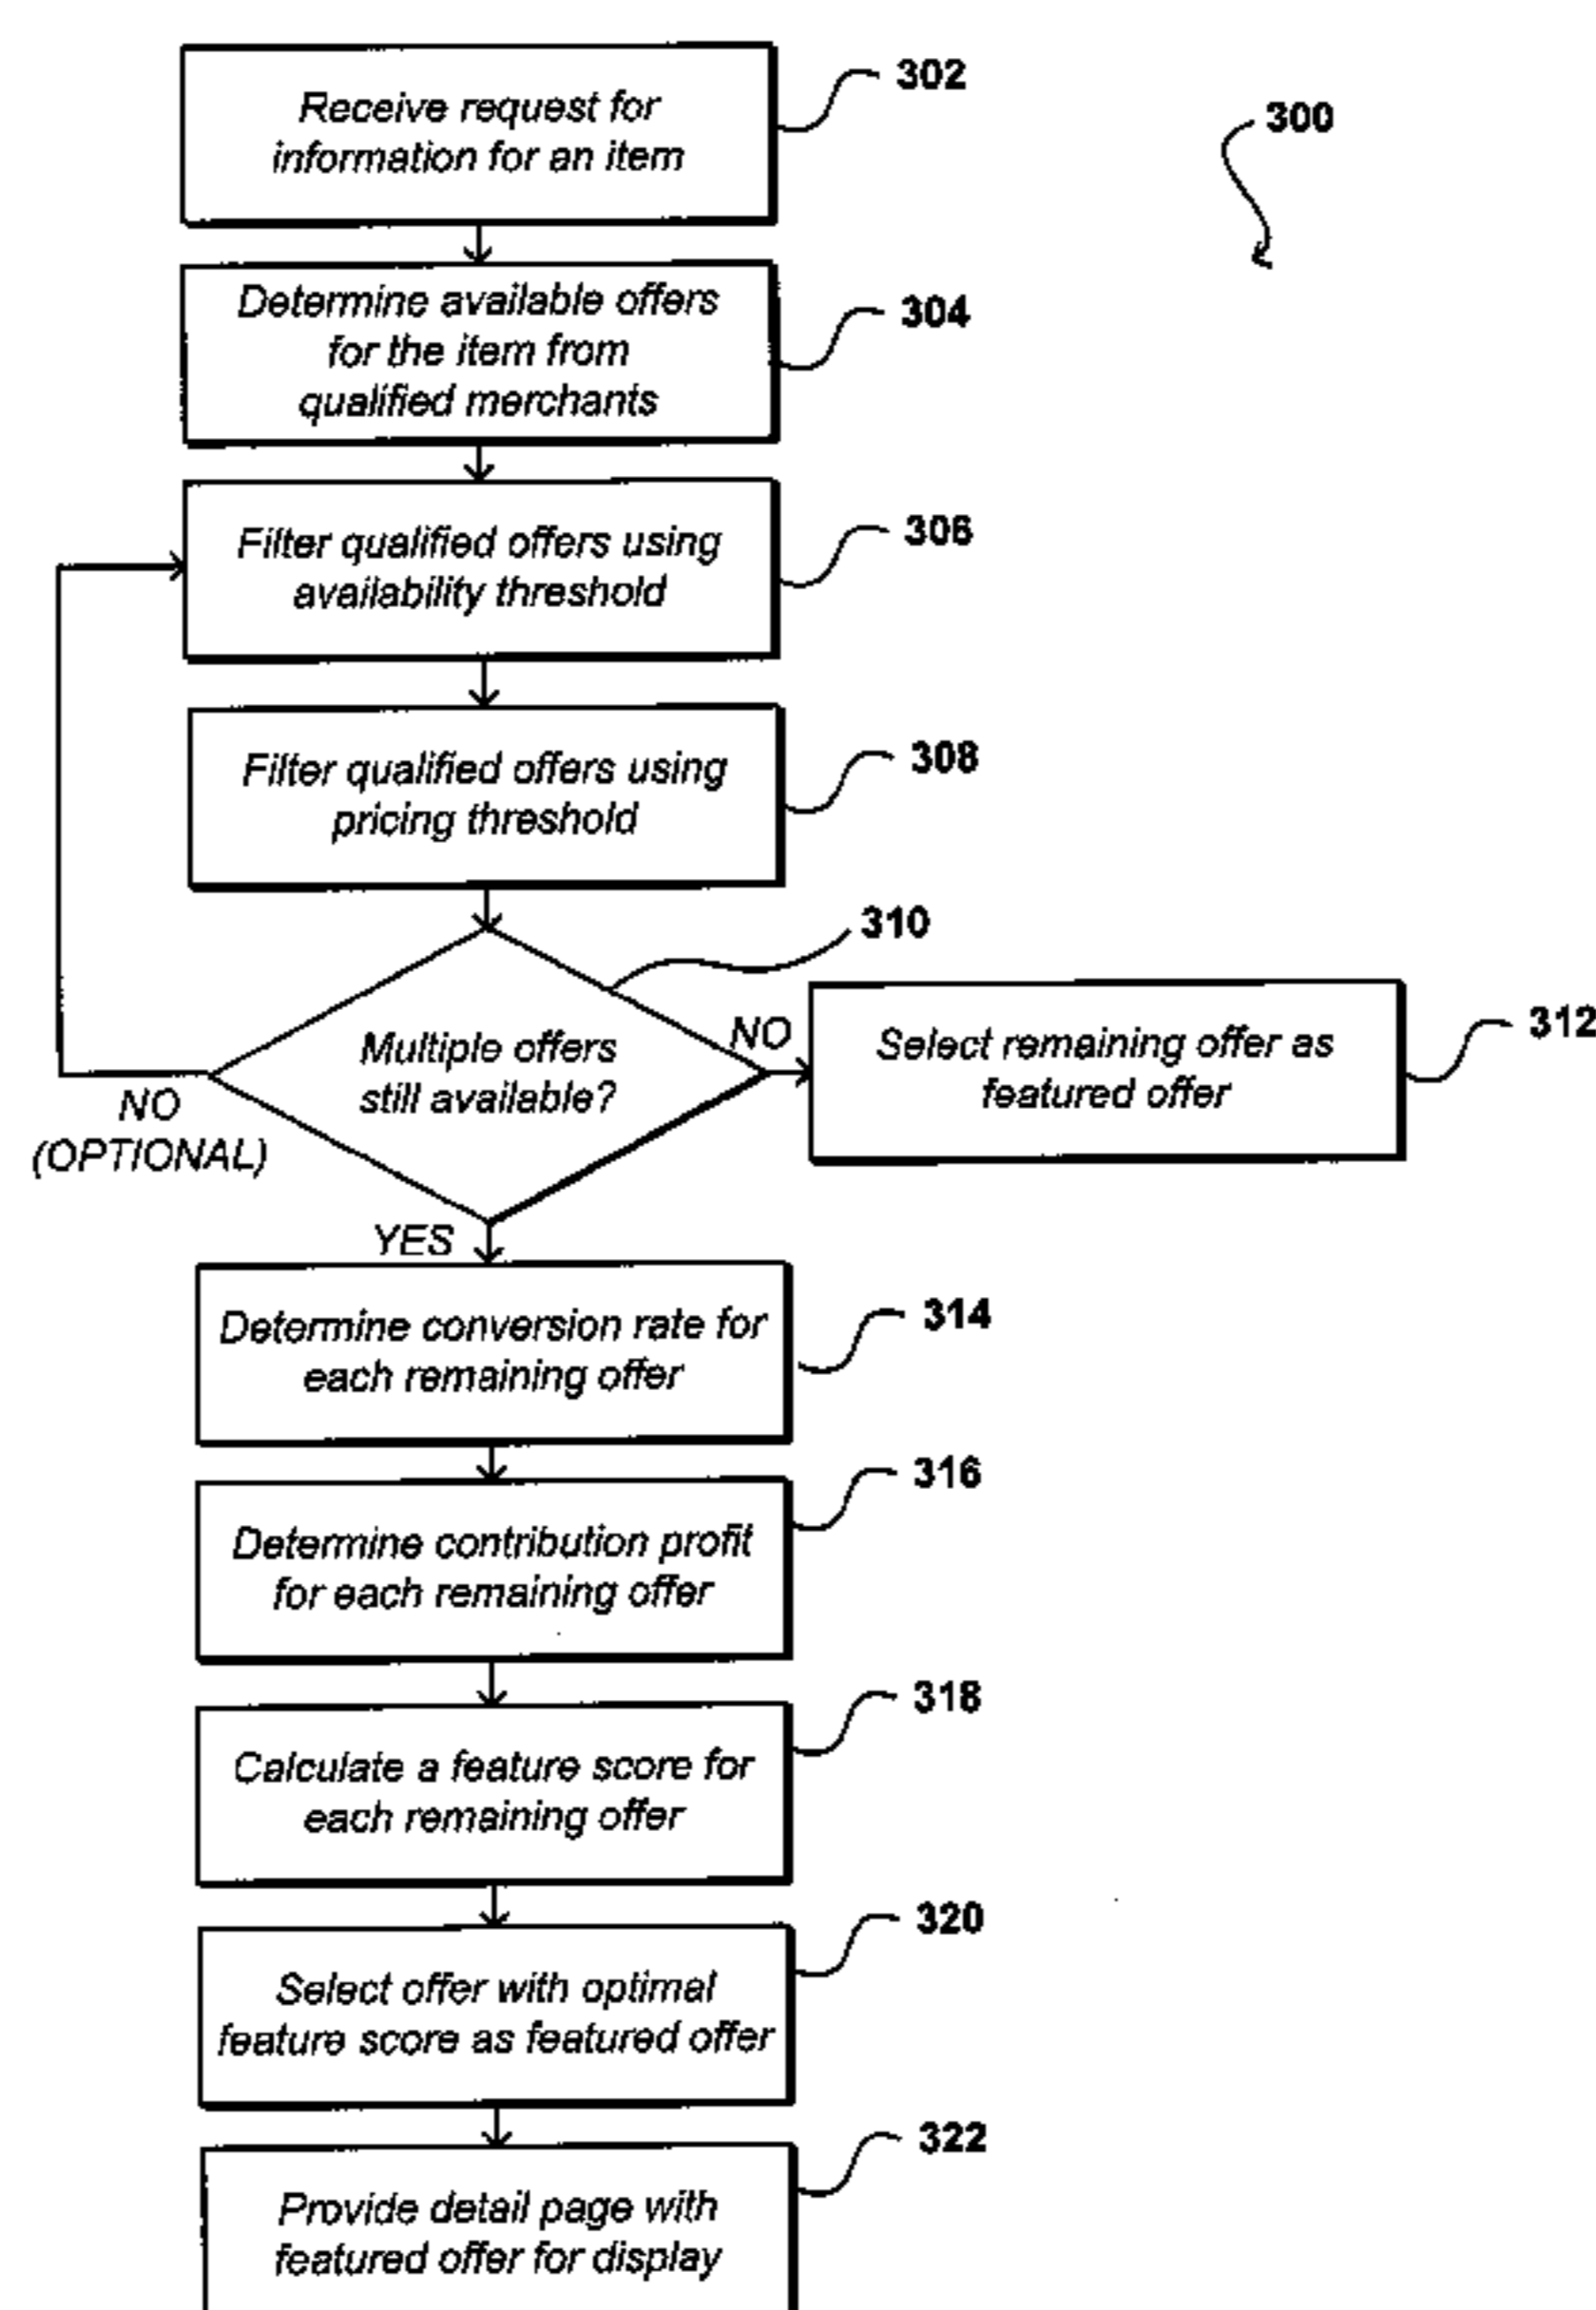 302
Receive request for
information for an item
300
304
Determine available offers
for the item from
qualified merchants
306
Filter qualified offers using
availability threshold
308
Filter qualified offers using
pricing threshold
310
Multiple offers
still available?
NO
(OPTIONAL)
NO
312
Select remaining offer as
featured offer
YES
314
Determine conversion rate for
each remaining offer
316
Determine contribution profit
for each remaining offer
318
Calculate a feature score for
each remaining offer
320
Select offer with optimal
feature score as featured offer
322
Provide detail page with
featured offer for display